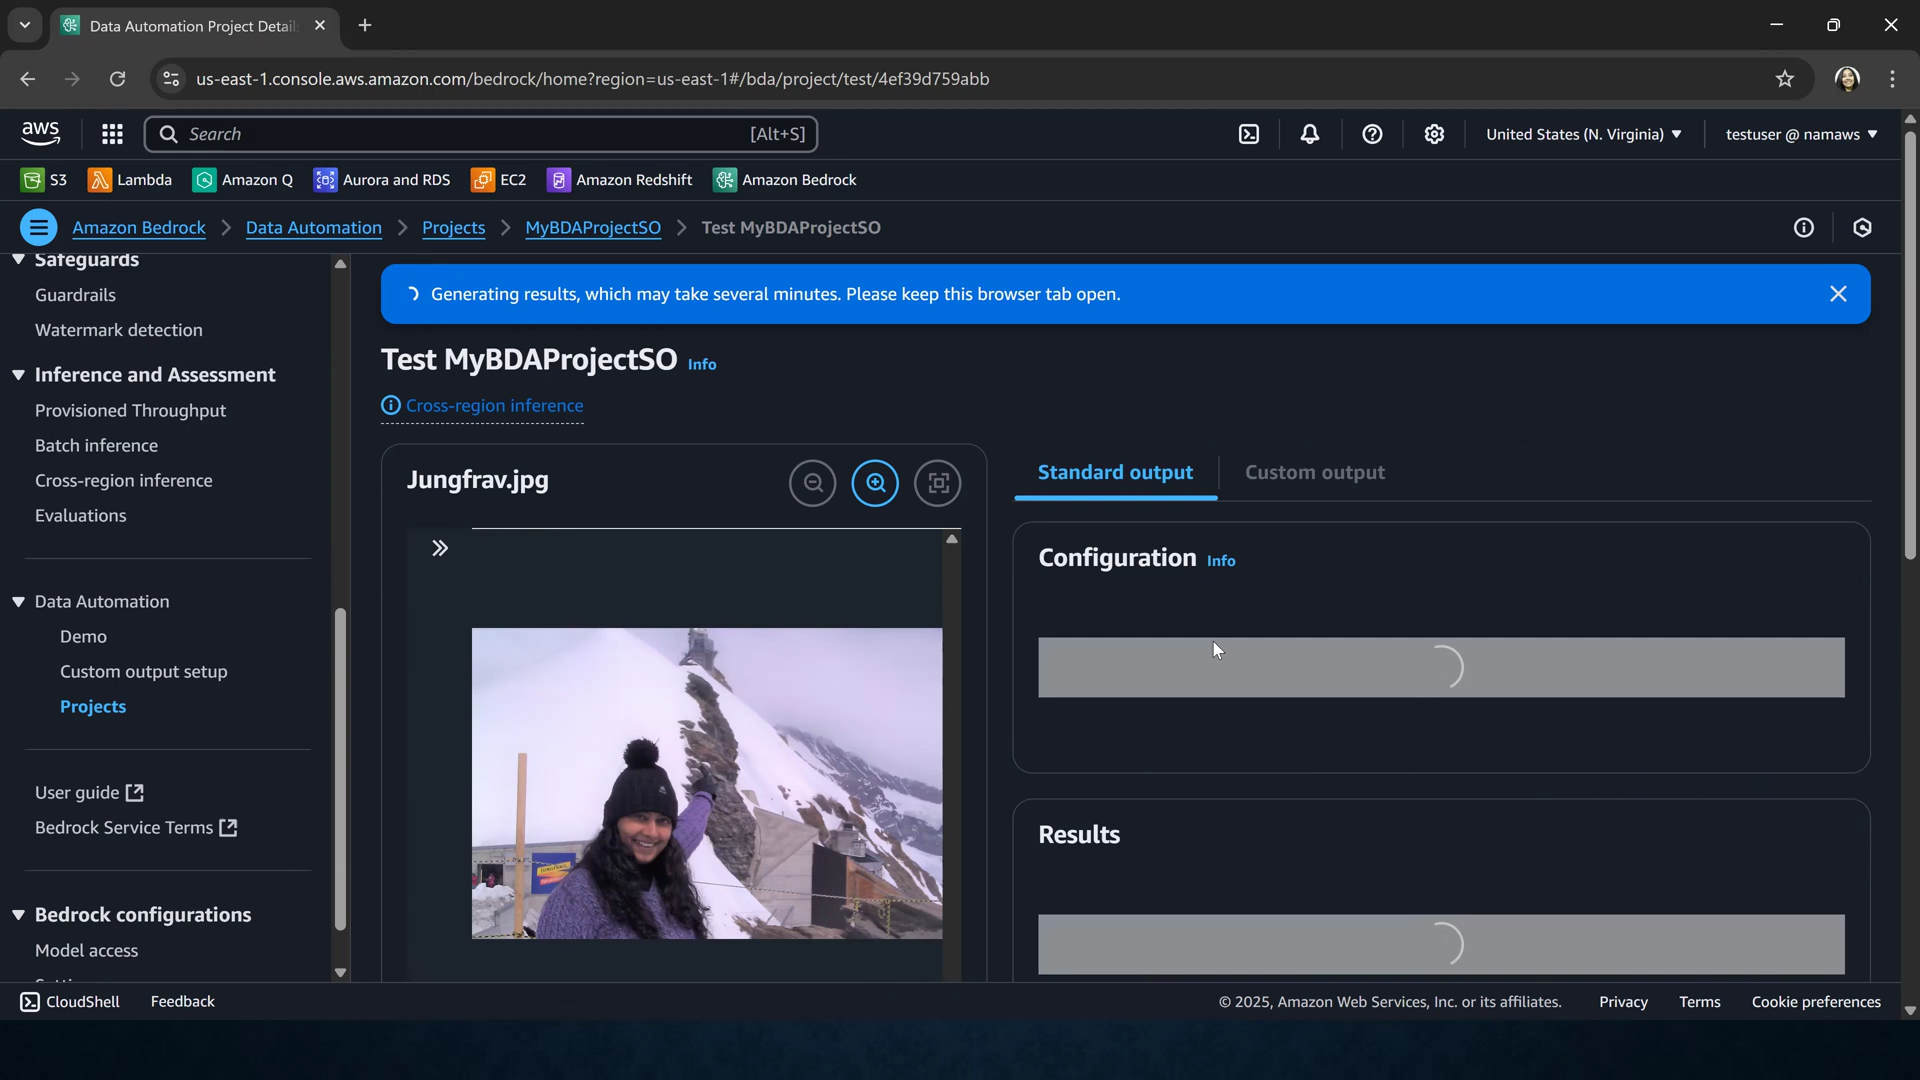 Data Automation Project Detail
us-east-1.console.aws.amazon.com/bedrock/home?region=us-east-1#/bda/project/test/4ef39d759abb
aws
Search
[Alt+S]
United States (N. Virginia)
testuser @ namaws
S3
Lambda
Amazon Q
Aurora and RDS
EC2
Amazon Redshift
Amazon Bedrock
Amazon Bedrock
Data Automation
Projects
MyBDAProjectSO
Test MyBDAProjectSO
Safeguards
Guardrails
Watermark detection
Inference and Assessment
Provisioned Throughput
Batch inference
Cross-region inference
Evaluations
Data Automation
Demo
Custom output setup
Projects
User guide
Bedrock Service Terms
Bedrock configurations
Model access
Generating results, which may take several minutes. Please keep this browser tab open.
Test MyBDAProjectSO Info
Cross-region inference
Jungfrav.jpg
Standard output
Custom output
Configuration Info
Results
CloudShell
Feedback
© 2025, Amazon Web Services, Inc. or its affiliates.
Privacy
Terms
Cookie preferences